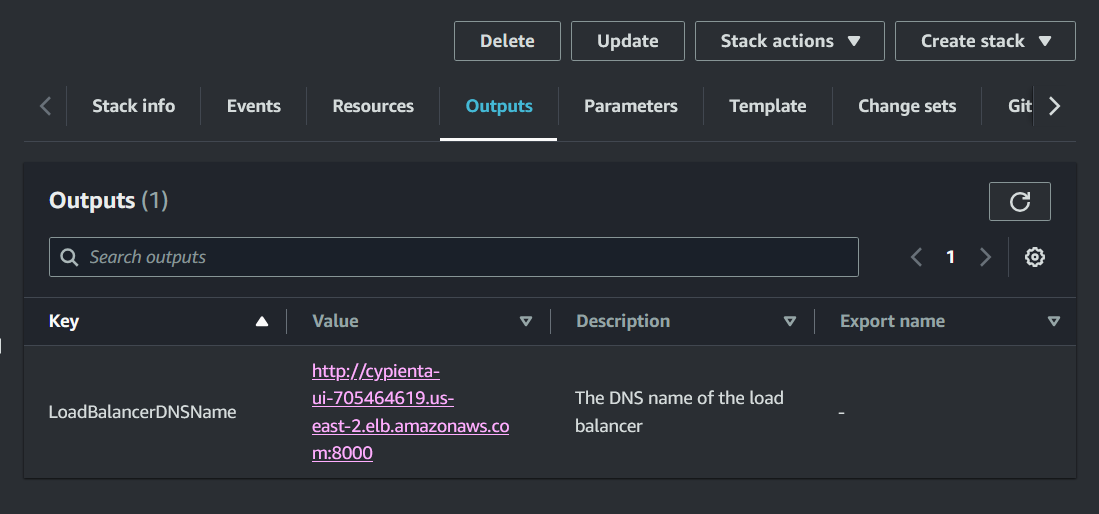 Delete Update Stack actions Create stack
Stack info Events Resources Outputs Parameters Template Change sets Git
Outputs (1)
Search outputs
1
Key Value Description Export name
LoadBalancerDNSName
http://cypienta-
ui-705464619.us-
east-2.elb.amazonaws.co
m:8000
The DNS name of the load
balancer
-